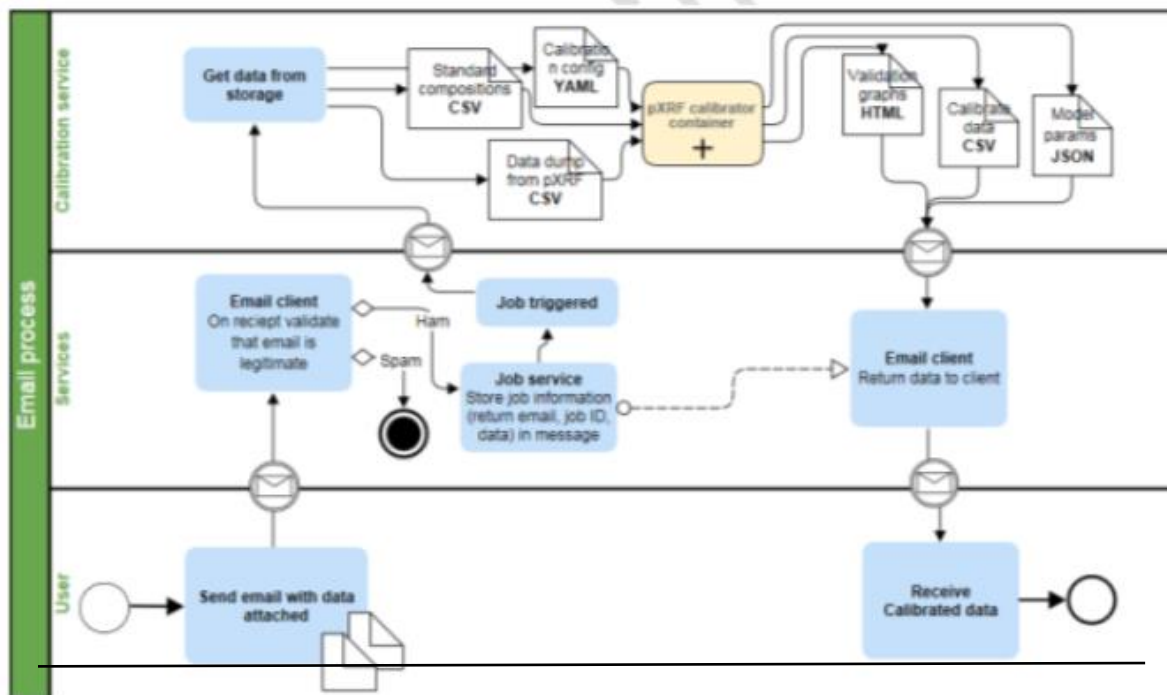 Email process
Calibration service
Get data from
storage
Standard
compositions
CSV
Calibratio
n config
YAML
Data dump
from pXRF
CSV
pXRF calibrator
container
Validation
graphs
HTML
Calibrate
data
CSV
Model
params
JSON
Services
Email client
On reciept validate
that email is
legitimate
Ham
Spam
Job triggered
Job service
Store job information
(return email, job ID,
data) in message
Email client
Return data to client
User
Send email with data
attached
Receive
Calibrated data